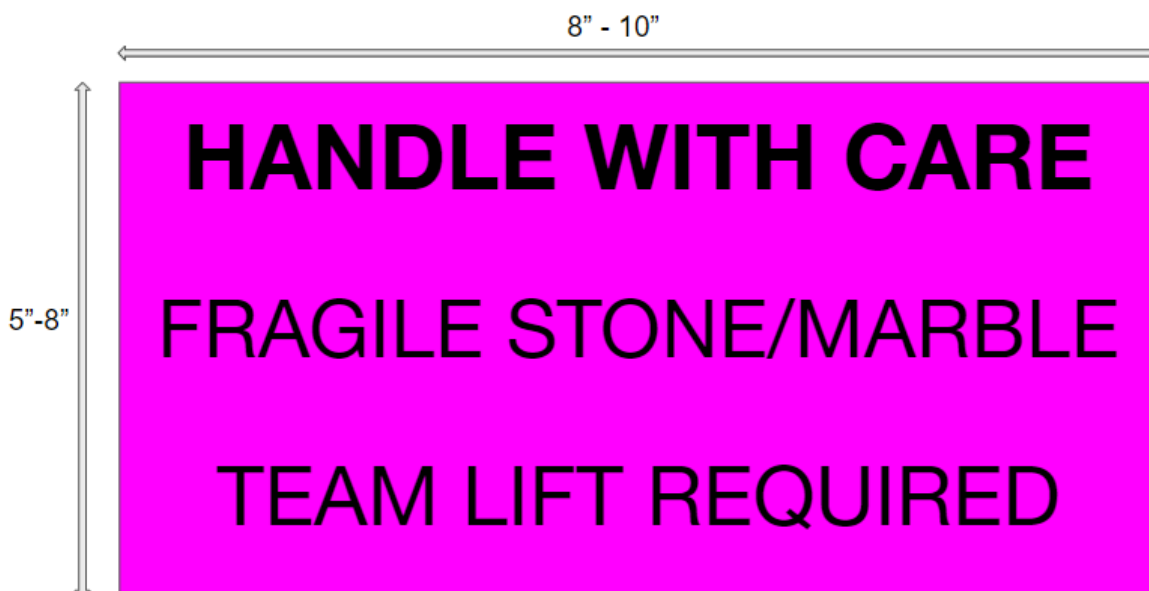 8” - 10”
HANDLE WITH CARE
5”-8”
FRAGILE STONE/MARBLE
TEAM LIFT REQUIRED